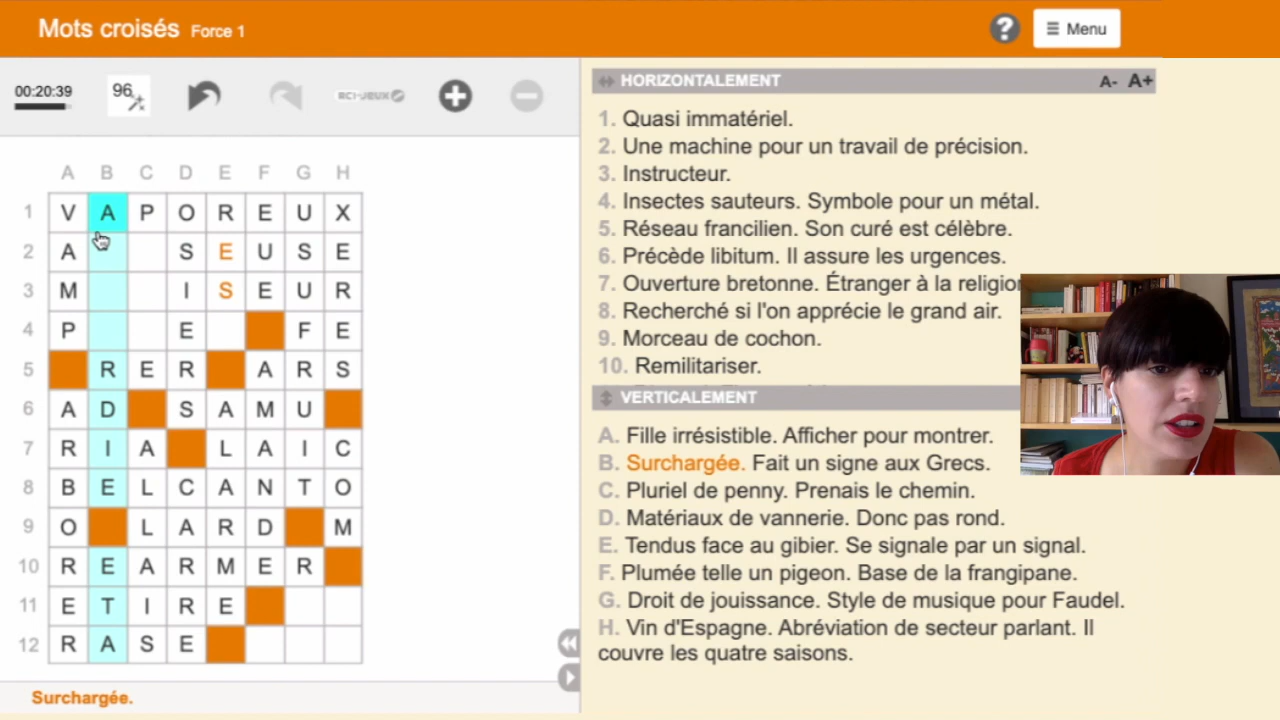 Mots croisés Force 1
? ≡ Menu
00:20:39 96 RCI-JEUX
A B C D E F G H
1 V A P O R E U X
2 A S E U S E
3 M I S E U R
4 P E F E
5 R E R A R S
6 A D S A M U
7 R I A L A I C
8 B E L C A N T O
9 O L A R D M
10 R E A R M E R
11 E T I R E
12 R A S E
Surchargée.
HORIZONTALEMENT A- A+
1. Quasi immatériel.
2. Une machine pour un travail de précision.
3. Instructeur.
4. Insectes sauteurs. Symbole pour un métal.
5. Réseau francilien. Son curé est célèbre.
6. Précède libitum. Il assure les urgences.
7. Ouverture bretonne. Étranger à la religion
8. Recherché si l'on apprécie le grand air.
9. Morceau de cochon.
10. Remilitariser.
VERTICALEMENT
A. Fille irrésistible. Afficher pour montrer.
B. Surchargée. Fait un signe aux Grecs.
C. Pluriel de penny. Prenais le chemin.
D. Matériaux de vannerie. Donc pas rond.
E. Tendus face au gibier. Se signale par un signal.
F. Plumée telle un pigeon. Base de la frangipane.
G. Droit de jouissance. Style de musique pour Faudel.
H. Vin d'Espagne. Abréviation de secteur parlant. Il
couvre les quatre saisons.